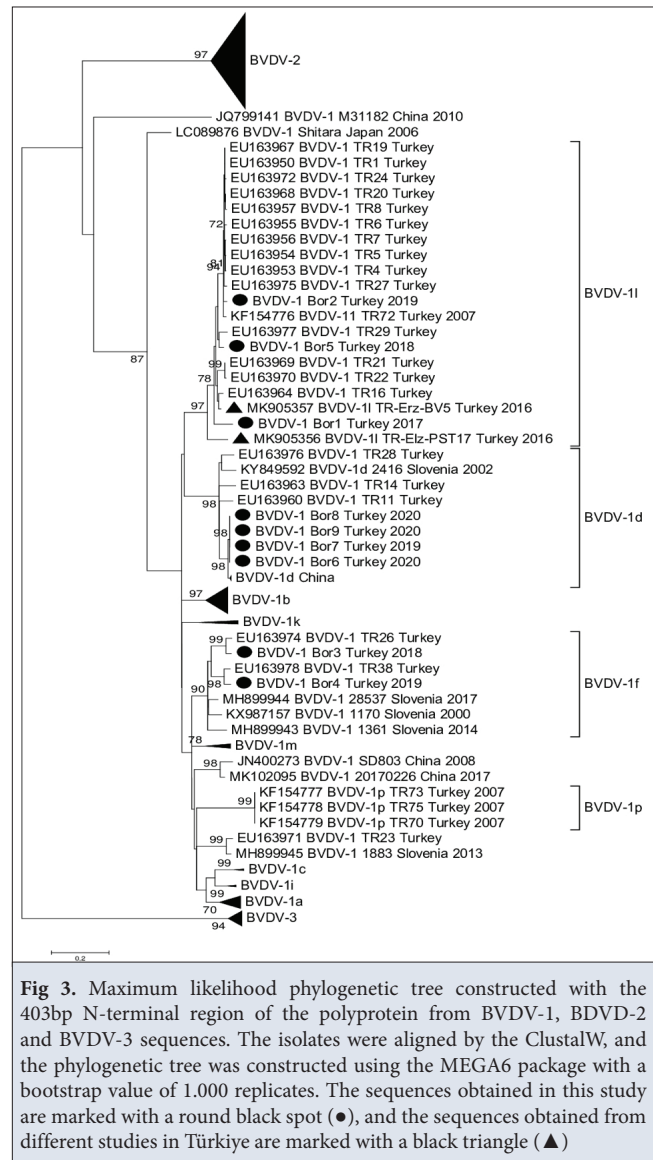 97
BVDV-2
JQ799141 BVDV-1 M31182 China 2010
LC089876 BVDV-1 Shitara Japan 2006
EU163967 BVDV-1 TR19 Turkey
EU163950 BVDV-1 TR1 Turkey
EU163972 BVDV-1 TR24 Turkey
EU163968 BVDV-1 TR20 Turkey
EU163957 BVDV-1 TR8 Turkey
72
EU163955 BVDV-1 TR6 Turkey
EU163956 BVDV-1 TR7 Turkey
EU163954 BVDV-1 TR5 Turkey
81
94
EU163953 BVDV-1 TR4 Turkey
EU163975 BVDV-1 TR27 Turkey
BVDV-1l
● BVDV-1 Bor2 Turkey 2019
KF154776 BVDV-11 TR72 Turkey 2007
EU163977 BVDV-1 TR29 Turkey
● BVDV-1 Bor5 Turkey 2018
87
99
EU163969 BVDV-1 TR21 Turkey
EU163970 BVDV-1 TR22 Turkey
78
EU163964 BVDV-1 TR16 Turkey
97
▲ MK905357 BVDV-1l TR-Erz-BV5 Turkey 2016
● BVDV-1 Bor1 Turkey 2017
▲ MK905356 BVDV-1l TR-Elz-PST17 Turkey 2016
EU163976 BVDV-1 TR28 Turkey
KY849592 BVDV-1d 2416 Slovenia 2002
EU163963 BVDV-1 TR14 Turkey
98
EU163960 BVDV-1 TR11 Turkey
● BVDV-1 Bor8 Turkey 2020
BVDV-1d
98
● BVDV-1 Bor9 Turkey 2020
● BVDV-1 Bor7 Turkey 2019
98
● BVDV-1 Bor6 Turkey 2020
BVDV-1d China
97
BVDV-1b
BVDV-1k
99
EU163974 BVDV-1 TR26 Turkey
● BVDV-1 Bor3 Turkey 2018
EU163978 BVDV-1 TR38 Turkey
98
● BVDV-1 Bor4 Turkey 2019
BVDV-1f
90
MH899944 BVDV-1 28537 Slovenia 2017
KX987157 BVDV-1 1170 Slovenia 2000
MH899943 BVDV-1 1361 Slovenia 2014
78
BVDV-1m
98
JN400273 BVDV-1 SD803 China 2008
MK102095 BVDV-1 20170226 China 2017
KF154777 BVDV-1p TR73 Turkey 2007
99
KF154778 BVDV-1p TR75 Turkey 2007
BVDV-1p
KF154779 BVDV-1p TR70 Turkey 2007
99
EU163971 BVDV-1 TR23 Turkey
MH899945 BVDV-1 1883 Slovenia 2013
99
BVDV-1c
BVDV-1i
99
BVDV-1a
70
BVDV-3
94
0.2
Fig 3. Maximum likelihood phylogenetic tree constructed with the
403bp N-terminal region of the polyprotein from BVDV-1, BDVD-2
and BVDV-3 sequences. The isolates were aligned by the ClustalW, and
the phylogenetic tree was constructed using the MEGA6 package with a
bootstrap value of 1.000 replicates. The sequences obtained in this study
are marked with a round black spot (●), and the sequences obtained from
different studies in Türkiye are marked with a black triangle (▲)